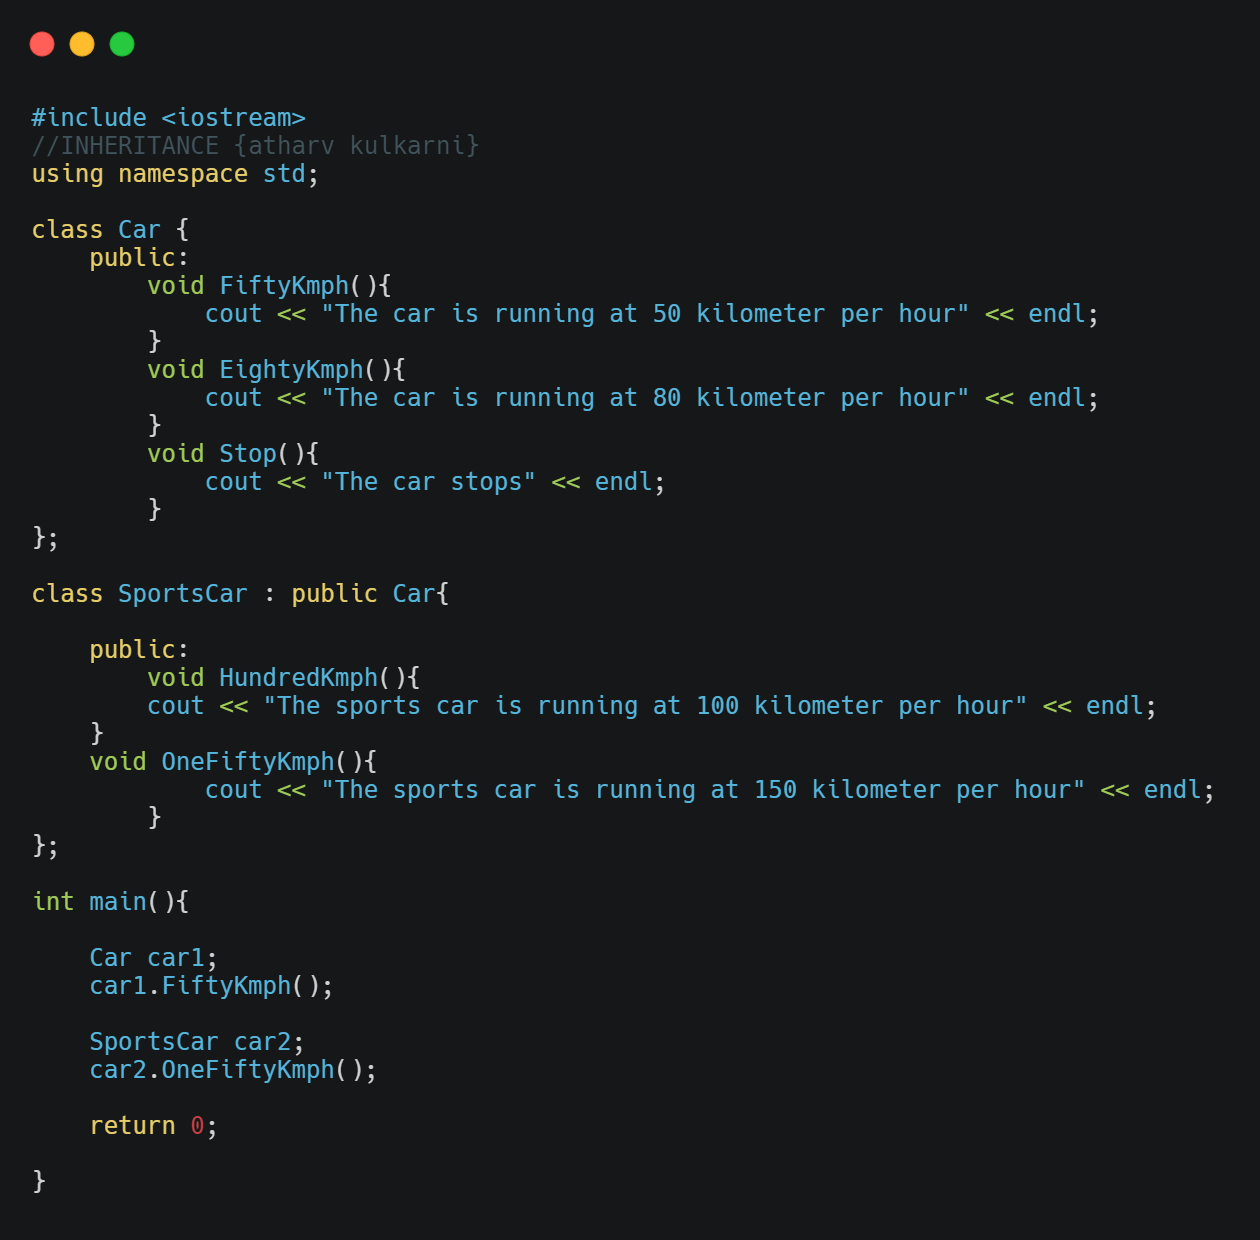 #include <iostream>
//INHERITANCE {atharv kulkarni}
using namespace std;

class Car {
    public:
        void FiftyKmph(){
            cout << "The car is running at 50 kilometer per hour" << endl;
        }
        void EightyKmph(){
            cout << "The car is running at 80 kilometer per hour" << endl;
        }
        void Stop(){
            cout << "The car stops" << endl;
        }
};

class SportsCar : public Car{

    public:
        void HundredKmph(){
        cout << "The sports car is running at 100 kilometer per hour" << endl;
    }
    void OneFiftyKmph(){
            cout << "The sports car is running at 150 kilometer per hour" << endl;
        }
};

int main(){

    Car car1;
    car1.FiftyKmph();

    SportsCar car2;
    car2.OneFiftyKmph();

    return 0;

}